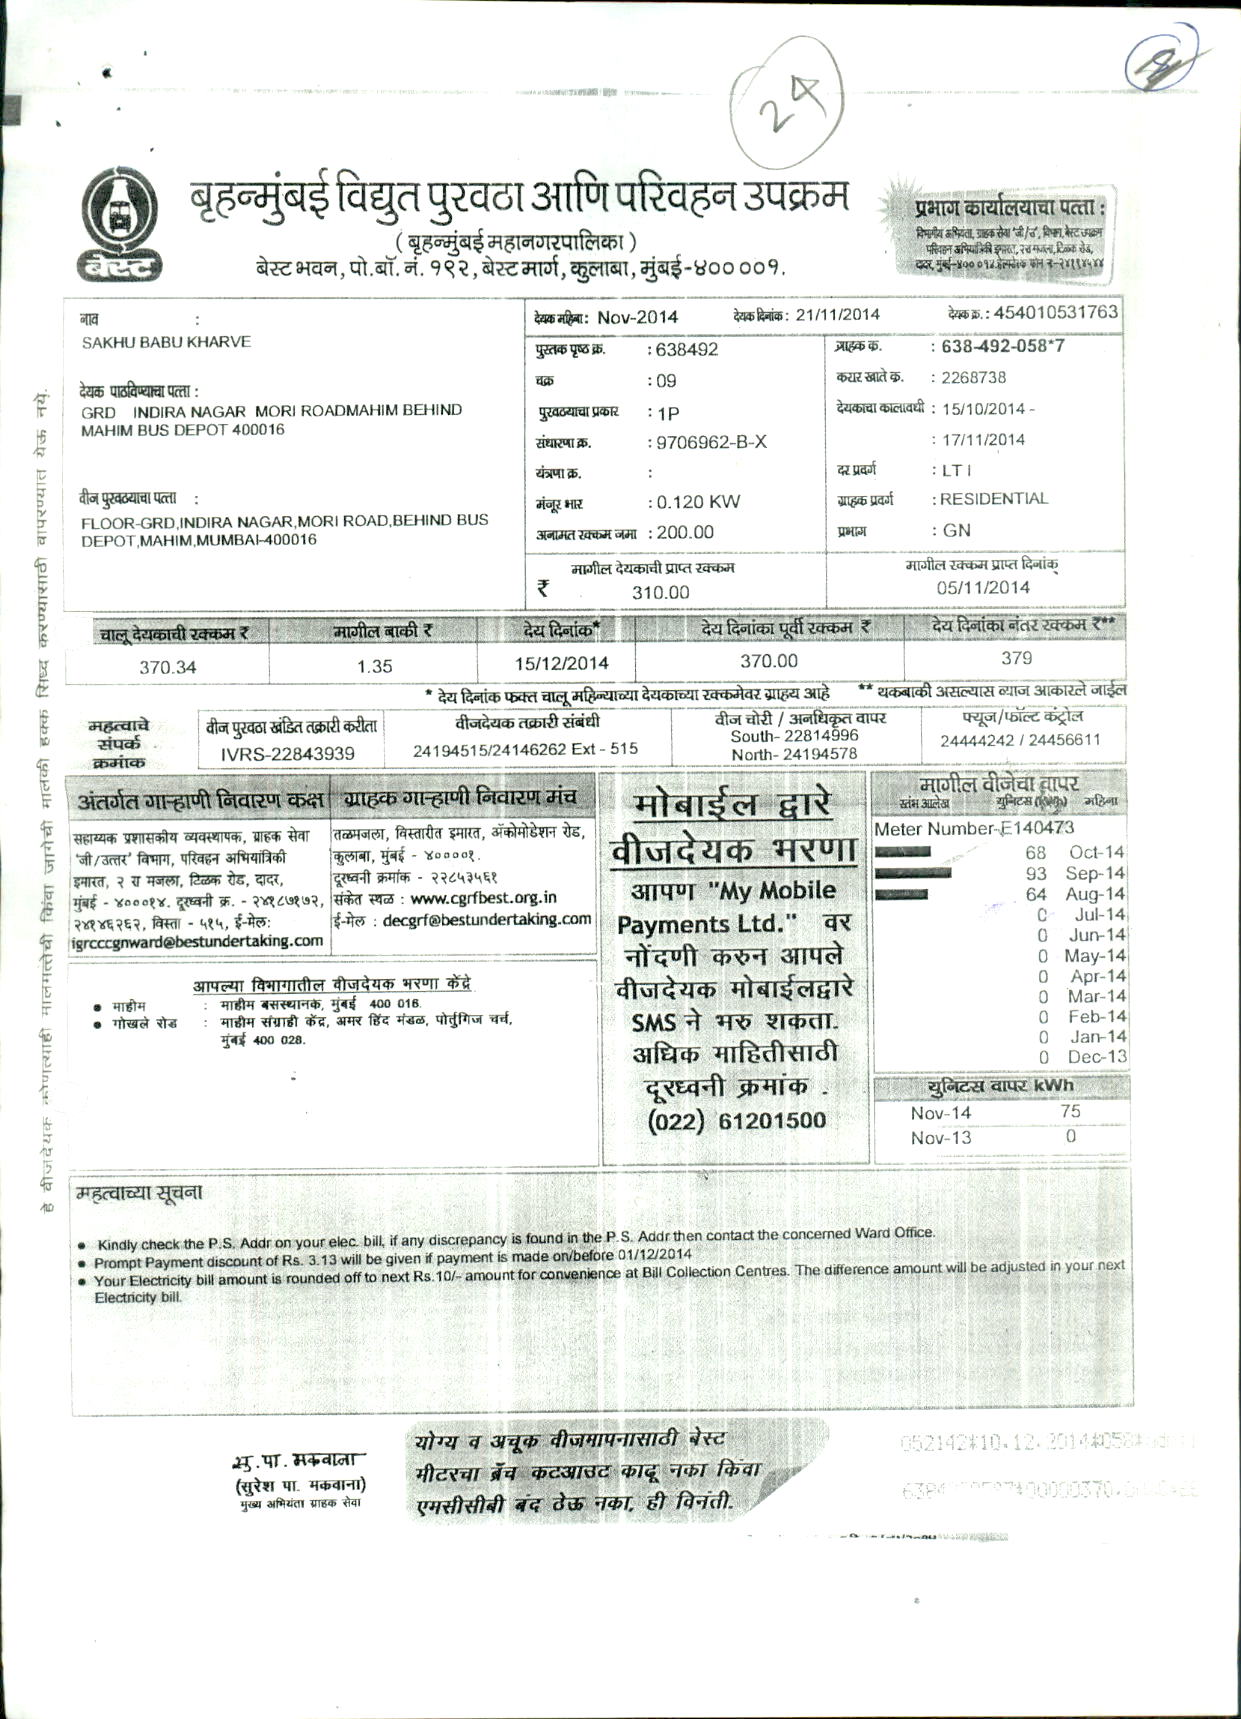 24
बृहन्मुंबई विद्युत पुरवठा आणि परिवहन उपक्रम
( बृहन्मुंबई महानगरपालिका )
बेस्ट भवन, पो.बॉ. नं. १९२, बेस्ट मार्ग, कुलाबा, मुंबई-४०० ००१.
बेस्ट
प्रभाग कार्यालयाचा पत्ता :
विभागीय अभियंता, ग्राहक सेवा 'जी/उ', विभाग, बेस्ट उपक्रम
परिवहन अभियांत्रिकी इमारत, २रा मजला, टिळक रोड,
नाव :
SAKHU BABU KHARVE
देयक पाठविण्याचा पत्ता :
GRD INDIRA NAGAR MORI ROADMAHIM BEHIND
MAHIM BUS DEPOT 400016
वीज पुरवठयाचा पत्ता :
FLOOR-GRD,INDIRA NAGAR,MORI ROAD,BEHIND BUS
DEPOT,MAHIM,MUMBAI-400016
देयक महिना: Nov-2014 देयक दिनांक: 21/11/2014 देयक क्र.: 454010531763
पुस्तक पृष्ठ क्र. : 638492 ग्राहक क्र. : 638-492-058*7
चक्र : 09 करार खाते क्र. : 2268738
पुरवठयाचा प्रकार : 1P देयकाचा कालावधी : 15/10/2014 -
संधारणा क्र. : 9706962-B-X : 17/11/2014
यंत्रणा क्र. : दर प्रवर्ग : LT I
मंजूर भार : 0.120 KW ग्राहक प्रवर्ग : RESIDENTIAL
अनामत रक्कम जमा : 200.00 प्रभाग : GN
मागील देयकाची प्राप्त रक्कम मागील रक्कम प्राप्त दिनांक
₹ 310.00 05/11/2014
चालू देयकाची रक्कम ₹ मागील बाकी ₹ देय दिनांक* देय दिनांका पूर्वी रक्कम ₹ देय दिनांका नंतर रक्कम ₹**
370.34 1.35 15/12/2014 370.00 379
* देय दिनांक फक्त चालू महिन्याच्या देयकाच्या रक्कमेवर ग्राहय आहे ** थकबाकी असल्यास व्याज आकारले जाईल
महत्वाचे संपर्क क्रमांक
वीज पुरवठा खंडित तक्रारी करीता
IVRS-22843939
वीजदेयक तक्रारी संबंधी
24194515/24146262 Ext - 515
वीज चोरी / अनधिकृत वापर
South- 22814996
North- 24194578
फ्यूज/फॉल्ट कंट्रोल
24444242 / 24456611
अंतर्गत गाऱ्हाणी निवारण कक्ष
सहाय्यक प्रशासकीय व्यवस्थापक, ग्राहक सेवा
'जी/उत्तर' विभाग, परिवहन अभियांत्रिकी
इमारत, २ रा मजला, टिळक रोड, दादर,
मुंबई - ४०००१४. दूरध्वनी क्र. - २४१८७१७२,
२४१४६२६२, विस्ता - ५१५, ई-मेल:
igrcccgnward@bestundertaking.com
ग्राहक गाऱ्हाणी निवारण मंच
तळमजला, विस्तारीत इमारत, ॲकोमोडेशन रोड,
कुलाबा, मुंबई - ४००००१.
दूरध्वनी क्रमांक - २२८५३५६१
संकेत स्थळ : www.cgrfbest.org.in
ई-मेल : decgrf@bestundertaking.com
आपल्या विभागातील वीजदेयक भरणा केंद्रे
• माहीम : माहीम बसस्थानक, मुंबई 400 016.
• गोखले रोड : माहीम संग्राही केंद्र, अमर हिंद मंडळ, पोर्तुगिज चर्च,
मुंबई 400 028.
मोबाईल द्वारे
वीजदेयक भरणा
आपण "My Mobile
Payments Ltd." वर
नोंदणी करुन आपले
वीजदेयक मोबाईलद्वारे
SMS ने भरु शकता.
अधिक माहितीसाठी
दूरध्वनी क्रमांक .
(022) 61201500
मागील वीजेचा वापर
स्तंभ आलेख युनिटस (kWh) महिना
Meter Number-E140473
68 Oct-14
93 Sep-14
64 Aug-14
0 Jul-14
0 Jun-14
0 May-14
0 Apr-14
0 Mar-14
0 Feb-14
0 Jan-14
0 Dec-13
युनिटस वापर kWh
Nov-14 75
Nov-13 0
महत्वाच्या सूचना
• Kindly check the P.S. Addr on your elec. bill, if any discrepancy is found in the P.S. Addr then contact the concerned Ward Office.
• Prompt Payment discount of Rs. 3.13 will be given if payment is made on/before 01/12/2014
• Your Electricity bill amount is rounded off to next Rs.10/- amount for convenience at Bill Collection Centres. The difference amount will be adjusted in your next
Electricity bill.
सु.पा. मकवाना
(सुरेश पा. मकवाना)
मुख्य अभियंता ग्राहक सेवा
योग्य व अचूक वीजमापनासाठी बेस्ट
मीटरचा ब्रॅंच कटआउट काढू नका किंवा
एमसीसीबी बंद ठेऊ नका, ही विनंती.
052142*10.12.2014*058*
हे वीजदेयक कोणत्याही मालमत्तेची किंवा जागेची मालकी हक्क सिध्द करण्यासाठी वापरण्यात येऊ नये.